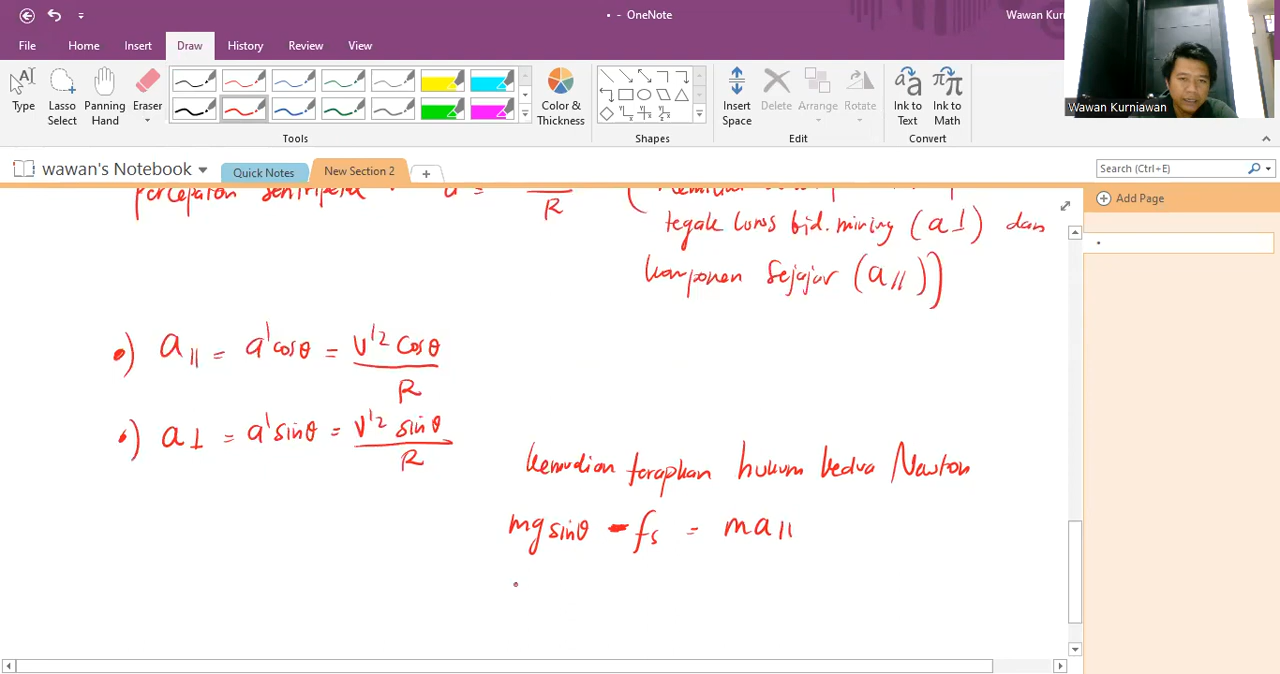 - OneNote
Wawan Kur
File Home Insert Draw History Review View
Type
Lasso Select
Panning Hand
Eraser
Color & Thickness
Insert Space
Delete
Arrange
Rotate
Ink to Text
Ink to Math
Tools
Shapes
Edit
Convert
Wawan Kurniawan
wawan's Notebook
Quick Notes
New Section 2
Search (Ctrl+E)
Add Page
percepatan sentripetal
R
tegak lurus bid. miring (a⊥) dan
komponen sejajar (a//))
•) a// = a'cosθ = v'² cosθ / R
•) a⊥ = a'sinθ = v'² sinθ / R
kemudian terapkan hukum kedua Newton
mg sinθ - fs = ma//